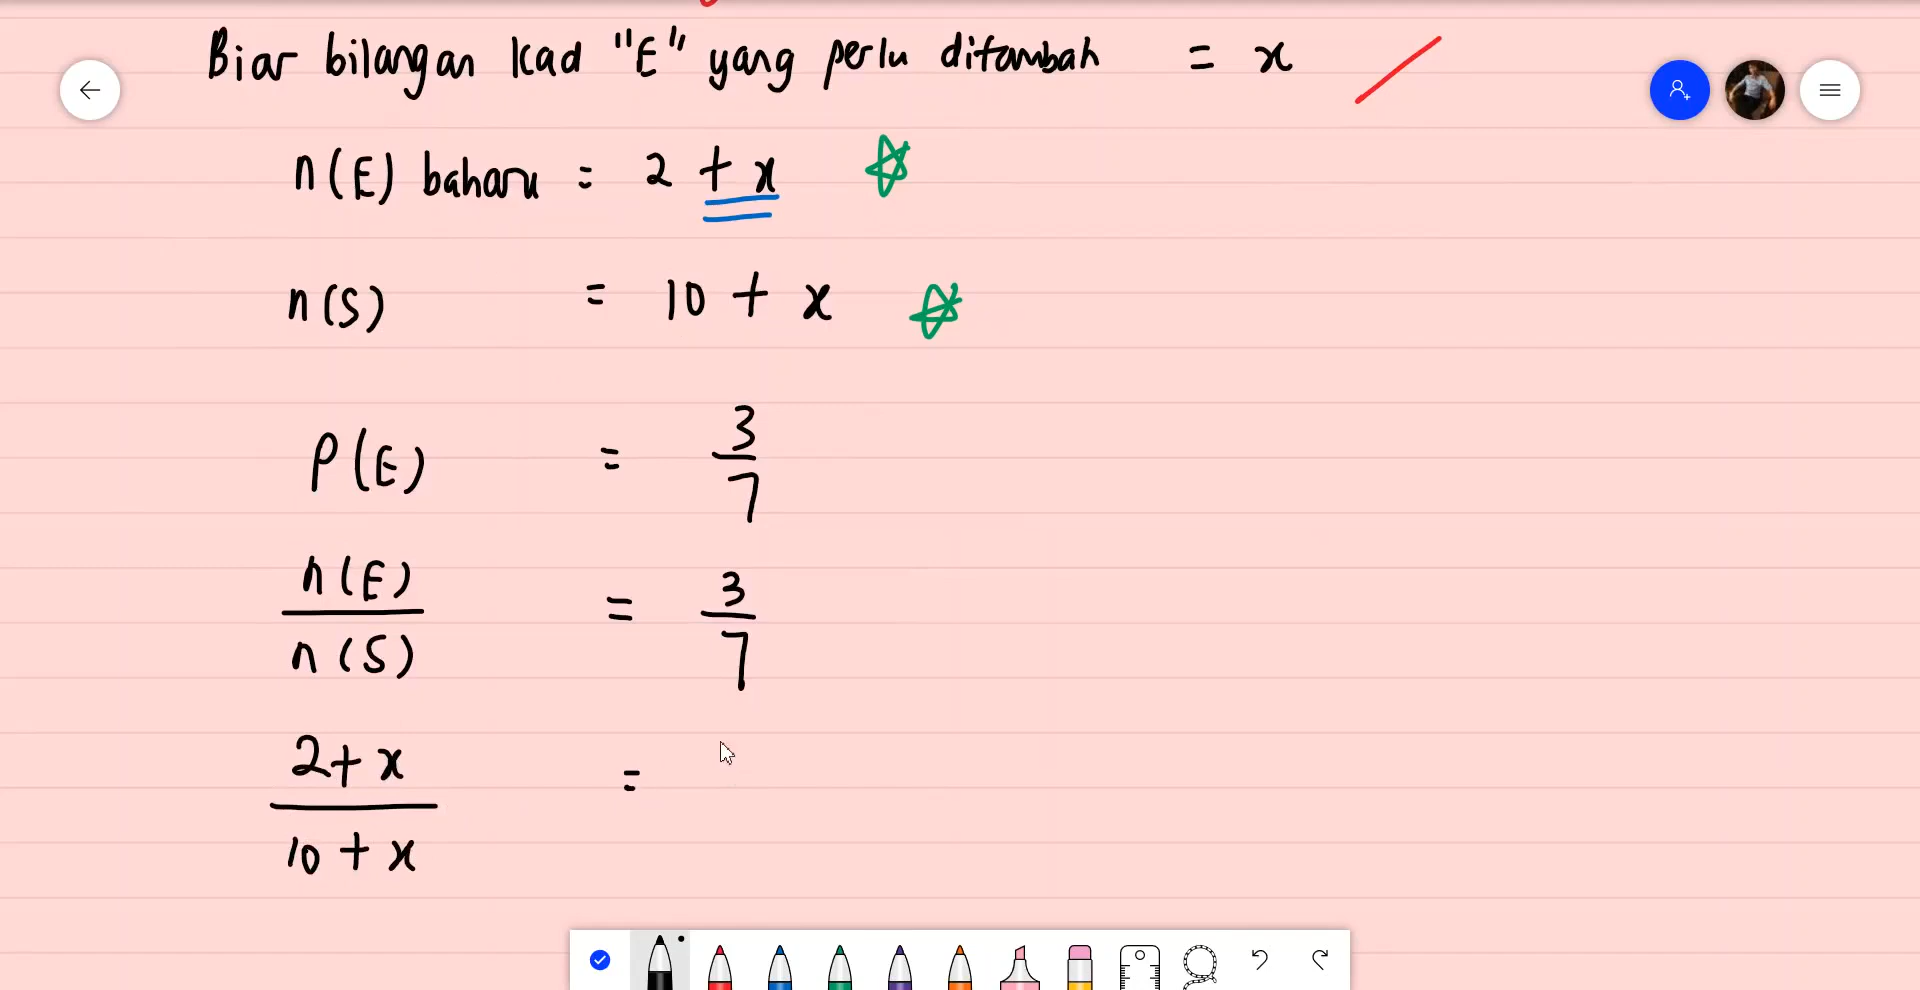 Biar bilangan kad "E" yang perlu ditambah = x
n(E) baharu = 2 + x
n(S) = 10 + x
P(E) = 3/7
n(E)/n(S) = 3/7
2+x/10+x =